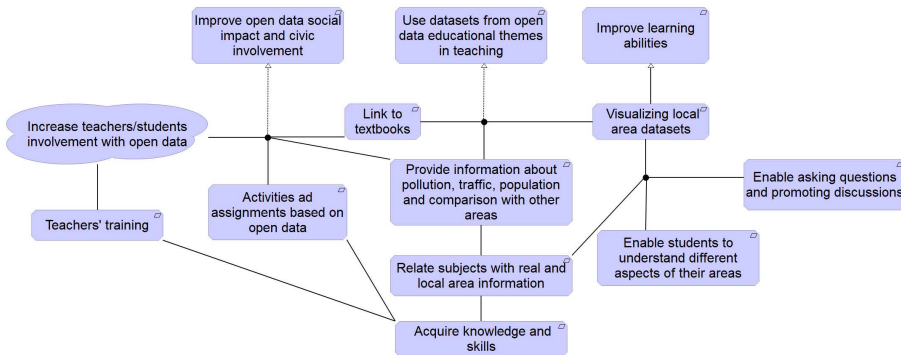 Improve open data social
impact and civic
involvement
Use datasets from open
data educational themes
in teaching
Improve learning
abilities
Increase teachers/students
involvement with open data
Link to
textbooks
Visualizing local
area datasets
Provide information about
pollution, traffic, population
and comparison with other
areas
Enable asking questions
and promoting discussions
Activities ad
assignments based on
open data
Teachers' training
Enable students to
understand different
aspects of their areas
Relate subjects with real and
local area information
Acquire knowledge and
skills